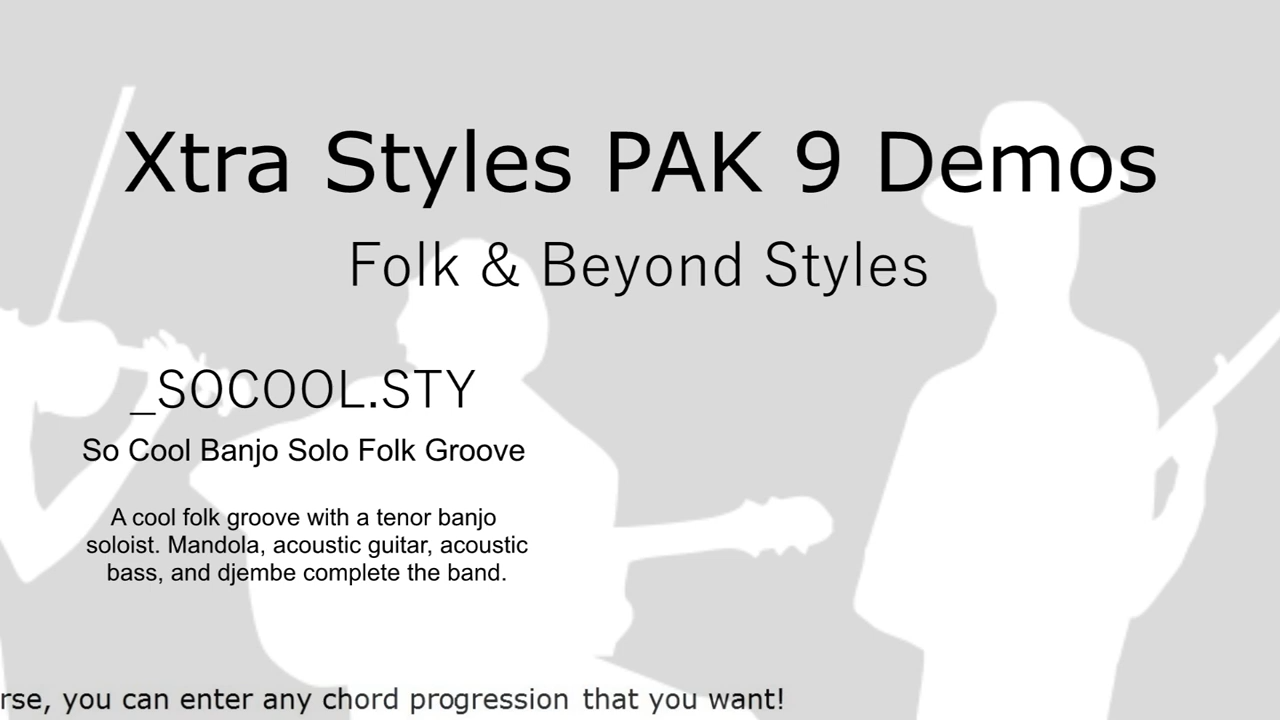 Xtra Styles PAK 9 Demos
Folk & Beyond Styles
_SOCOOL.STY
So Cool Banjo Solo Folk Groove
A cool folk groove with a tenor banjo
soloist. Mandola, acoustic guitar, acoustic
bass, and djembe complete the band.
you can enter any chord progression that you want!